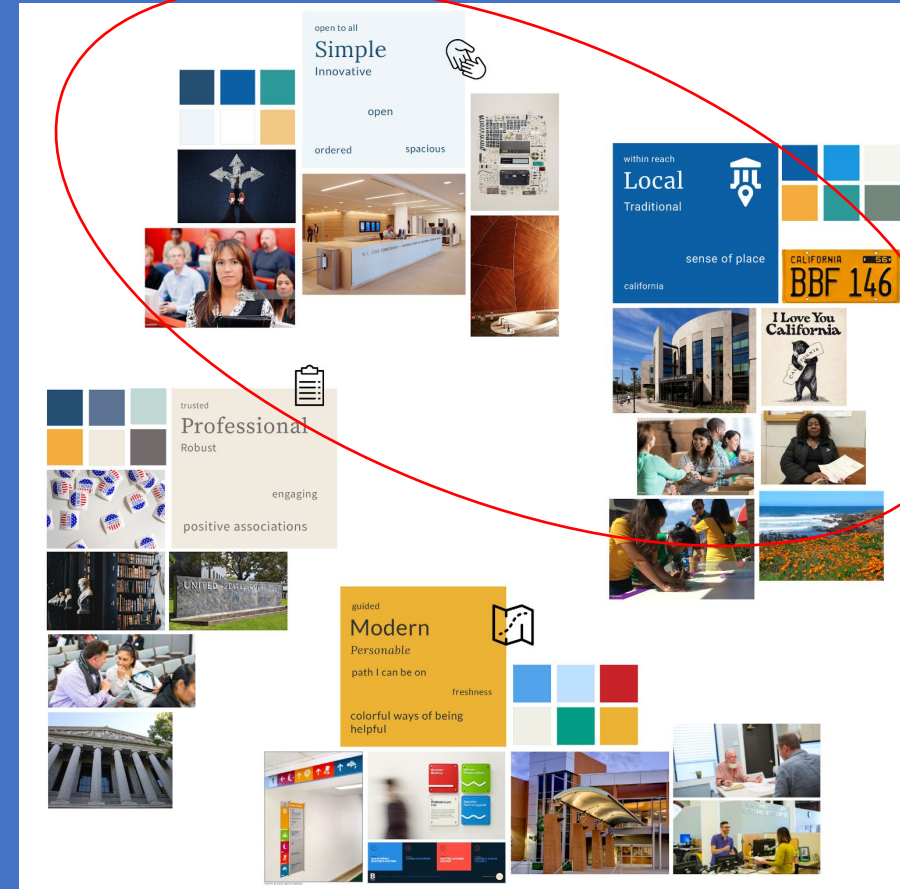 open to all
Simple
Innovative
open
ordered
spacious
within reach
Local
Traditional
sense of place
california
CALIFORNIA 56
BBF 146
I Love You
California
CALIFORNIA
trusted
Professional
Robust
engaging
positive associations
UNITED STATES
guided
Modern
Personable
path I can be on
freshness
colorful ways of being
helpful
B